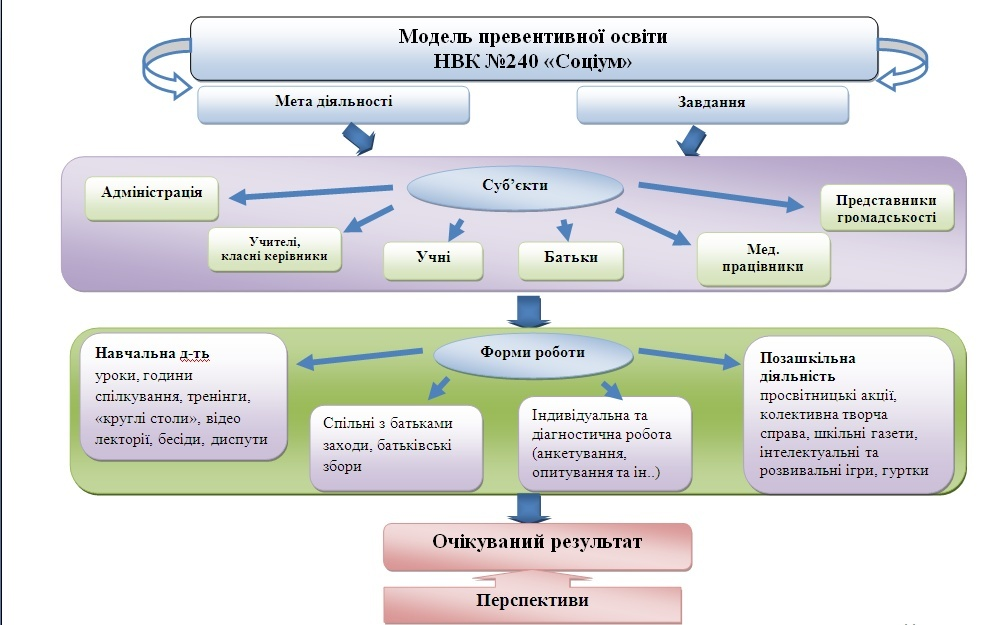 Модель превентивної освіти
НВК №240 «Соціум»
Мета діяльності
Завдання
Суб’єкти
Адміністрація
Представники
громадськості
Учителі,
класні керівники
Учні
Батьки
Мед.
працівники
Форми роботи
Навчальна д-ть
уроки, години
спілкування, тренінги,
«круглі столи», відео
лекторії, бесіди, диспути
Спільні з батьками
заходи, батьківські
збори
Індивідуальна та
діагностична робота
(анкетування,
опитування та ін..)
Позашкільна
діяльність
просвітницькі акції,
колективна творча
справа, шкільні газети,
інтелектуальні та
розвивальні ігри, гуртки
Очікуваний результат
Перспективи